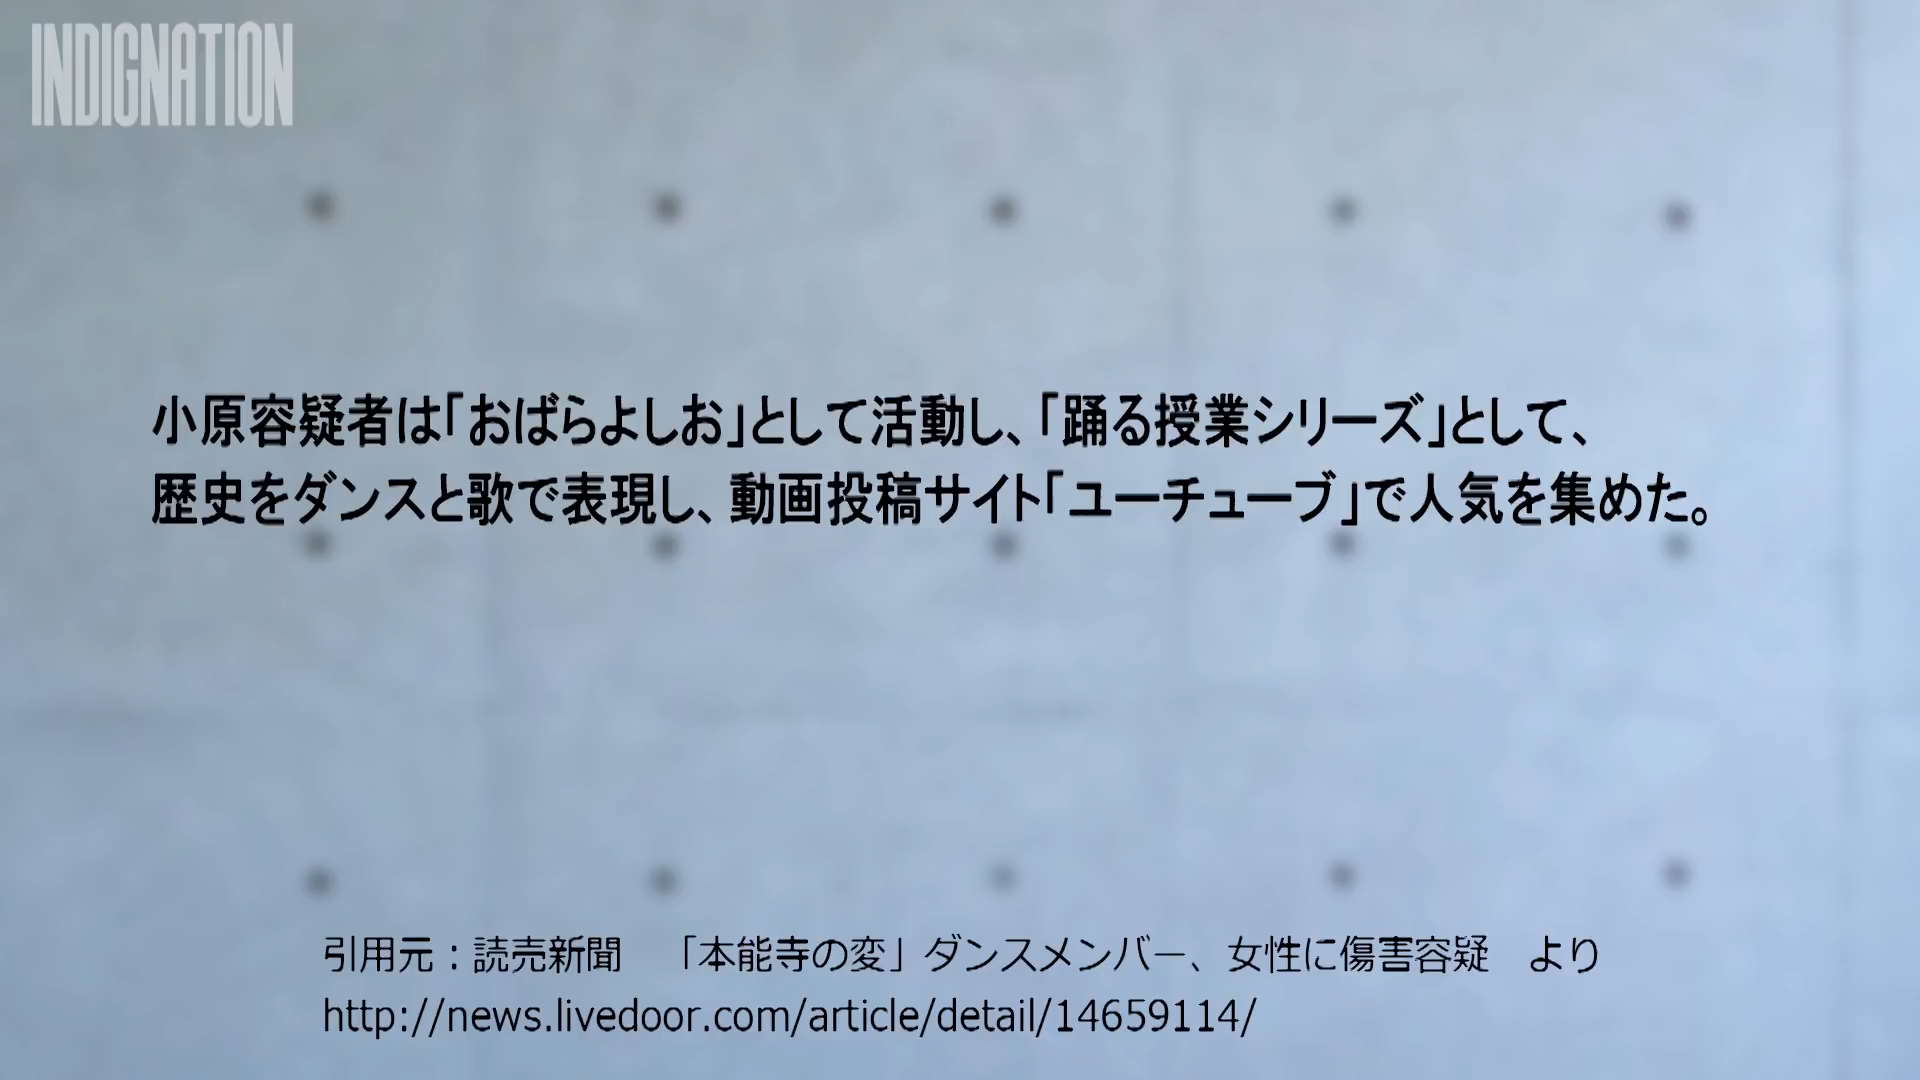 INDIGNATION
小原容疑者は｢おばらよしお｣として活動し､｢踊る授業シリーズ｣として､
歴史をダンスと歌で表現し､動画投稿サイト｢ユーチューブ｣で人気を集めた｡
引用元：読売新聞　「本能寺の変」ダンスメンバー、女性に傷害容疑　より
http://news.livedoor.com/article/detail/14659114/